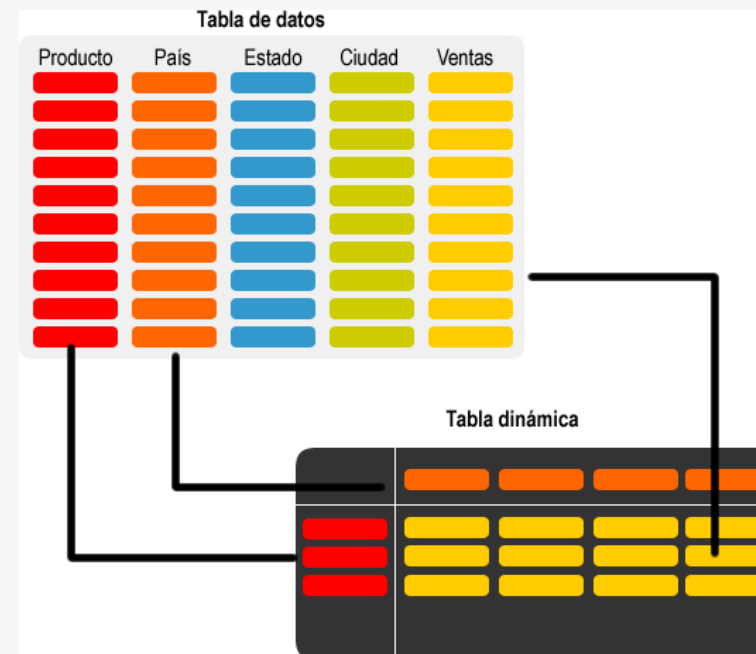 Tabla de datos
Producto País Estado Ciudad Ventas
Tabla dinámica